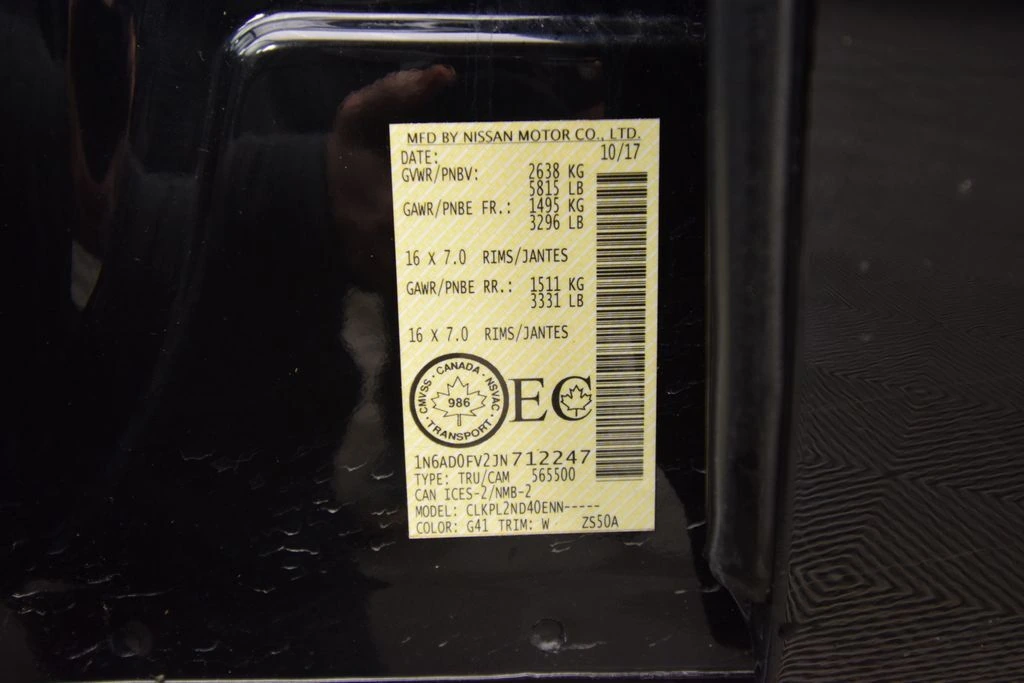 MFD BY NISSAN MOTOR CO., LTD.
DATE: 10/17
GVWR/PNBV: 2638 KG
5815 LB
GAWR/PNBE FR.: 1495 KG
3296 LB
16 X 7.0 RIMS/JANTES
GAWR/PNBE RR.: 1511 KG
3331 LB
16 X 7.0 RIMS/JANTES
CMVSS · CANADA · NSVAC · TRANSPORT ·
986
EC
1N6AD0FV2JN712247
TYPE: TRU/CAM 565500
CAN ICES-2/NMB-2
MODEL: CLKPL2ND40ENN-----
COLOR: G41 TRIM: W ZS50A